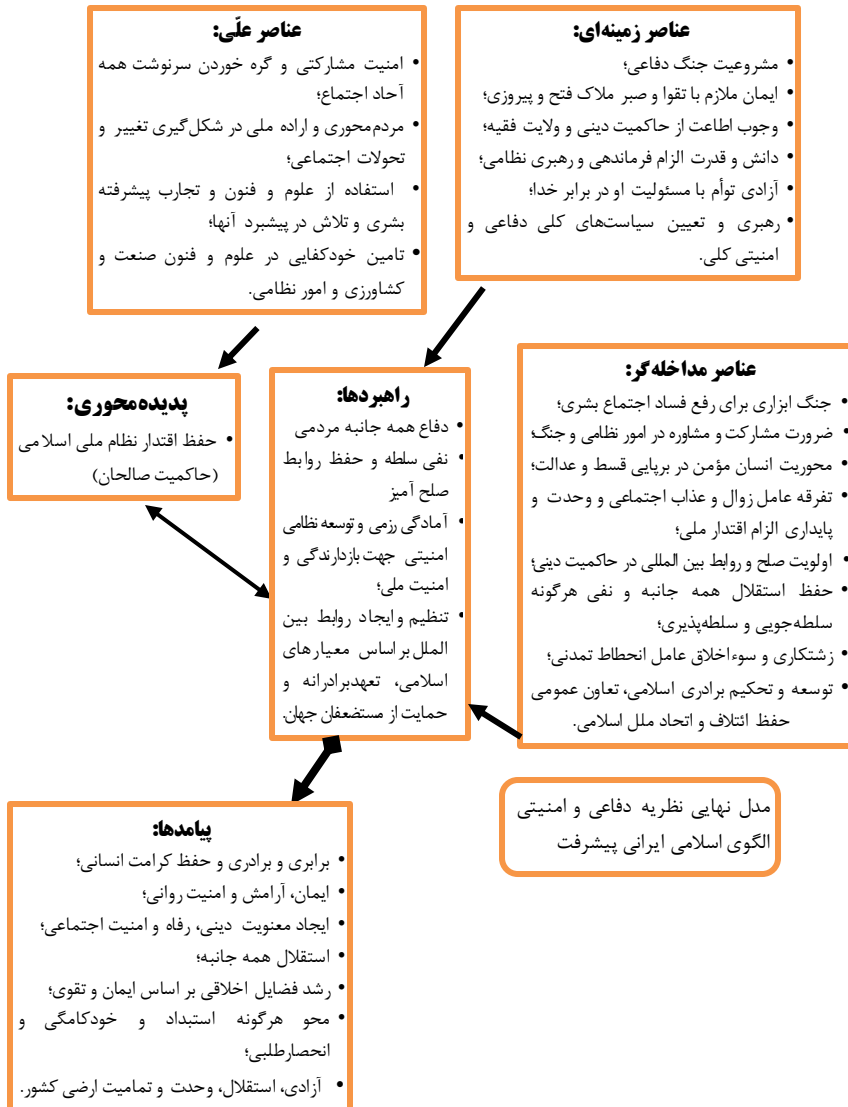 عناصر زمینه‌ای:
• مشروعیت جنگ دفاعی؛
• ایمان ملازم با تقوا و صبر ملاک فتح و پیروزی؛
• وجوب اطاعت از حاکمیت دینی و ولایت فقیه؛
• دانش و قدرت الزام فرماندهی و رهبری نظامی؛
• آزادی توأم با مسئولیت او در برابر خدا؛
• رهبری و تعیین سیاست‌های کلی دفاعی و
امنیتی کلی.
عناصر علّی:
• امنیت مشارکتی و گره خوردن سرنوشت همه
آحاد اجتماع؛
• مردم‌محوری و اراده ملی در شکل‌گیری تغییر و
تحولات اجتماعی؛
• استفاده از علوم و فنون و تجارب پیشرفته
بشری و تلاش در پیشبرد آنها؛
• تامین خودکفایی در علوم و فنون صنعت و
کشاورزی و امور نظامی.
عناصر مداخله‌گر:
• جنگ ابزاری برای رفع فساد اجتماع بشری؛
• ضرورت مشارکت و مشاوره در امور نظامی و جنگ؛
• محوریت انسان مؤمن در برپایی قسط و عدالت؛
• تفرقه عامل زوال و عذاب اجتماعی و وحدت و
پایداری الزام اقتدار ملی؛
• اولویت صلح و روابط بین المللی در حاکمیت دینی؛
• حفظ استقلال همه جانبه و نفی هرگونه
سلطه‌جویی و سلطه‌پذیری؛
• زشتکاری و سوءاخلاق عامل انحطاط تمدنی؛
• توسعه و تحکیم برادری اسلامی، تعاون عمومی
حفظ ائتلاف و اتحاد ملل اسلامی.
راهبردها:
• دفاع همه جانبه مردمی
• نفی سلطه و حفظ روابط
صلح آمیز
• آمادگی رزمی و توسعه نظامی
امنیتی جهت بازدارندگی و
امنیت ملی؛
• تنظیم و ایجاد روابط بین
الملل بر اساس معیارهای
اسلامی، تعهدبرادرانه و
حمایت از مستضعفان جهان.
پدیده‌محوری:
• حفظ اقتدار نظام ملی اسلامی
(حاکمیت صالحان)
مدل نهایی نظریه دفاعی و امنیتی
الگوی اسلامی ایرانی پیشرفت
پیامدها:
• برابری و برادری و حفظ کرامت انسانی؛
• ایمان، آرامش و امنیت روانی؛
• ایجاد معنویت دینی، رفاه و امنیت اجتماعی؛
• استقلال همه جانبه؛
• رشد فضایل اخلاقی بر اساس ایمان و تقوی؛
• محو هرگونه استبداد و خودکامگی و
انحصارطلبی؛
• آزادی، استقلال، وحدت و تمامیت ارضی کشور.